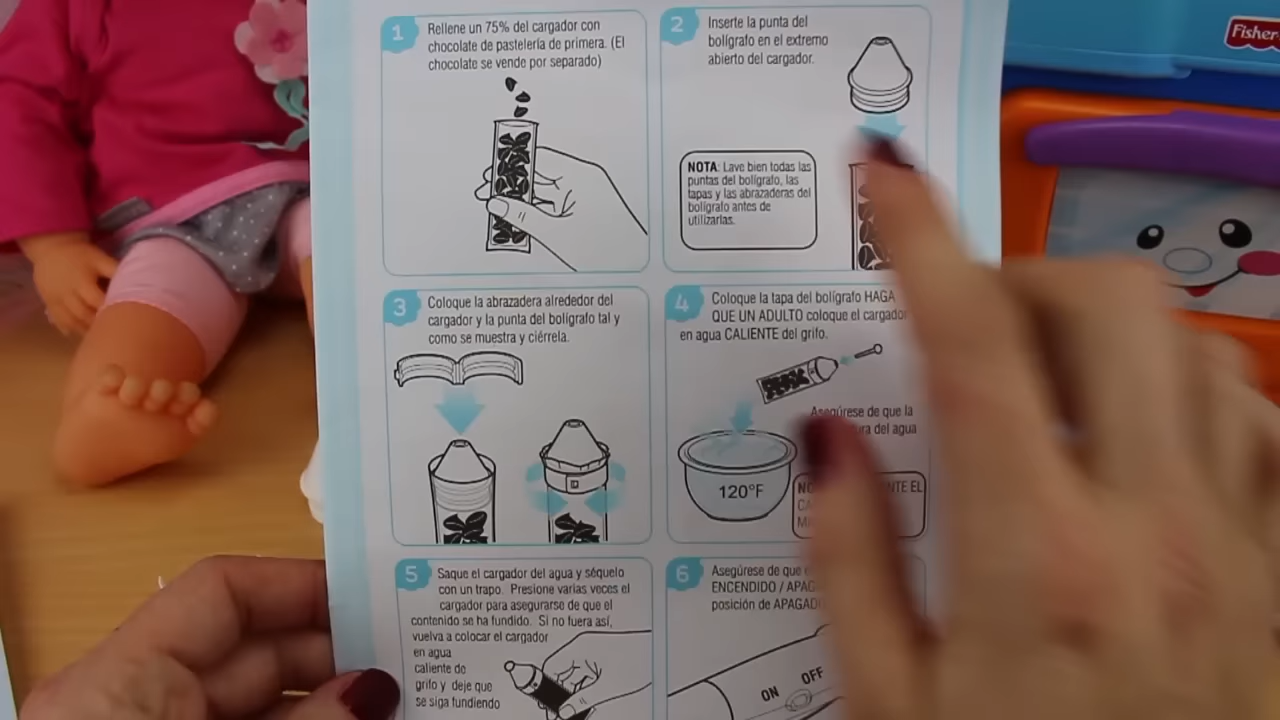 1
Rellene un 75% del cargador con
chocolate de pastelería de primera. (El
chocolate se vende por separado)
2
Inserte la punta del
bolígrafo en el extremo
abierto del cargador.
NOTA: Lave bien todas las
puntas del bolígrafo, las
tapas y las abrazaderas del
bolígrafo antes de
utilizarlas.
3
Coloque la abrazadera alrededor del
cargador y la punta del bolígrafo tal y
como se muestra y ciérrela.
4
Coloque la tapa del bolígrafo HAGA
QUE UN ADULTO coloque el cargador
en agua CALIENTE del grifo.
Asegúrese de que la
del agua
120°F
EL
5
Saque el cargador del agua y séquelo
con un trapo. Presione varias veces el
cargador para asegurarse de que el
contenido se ha fundido. Si no fuera así,
vuelva a colocar el cargador
en agua
caliente de
grifo y deje que
se siga fundiendo
6
Asegúrese de que
ENCENDIDO /
posición de
ON OFF
Fisher